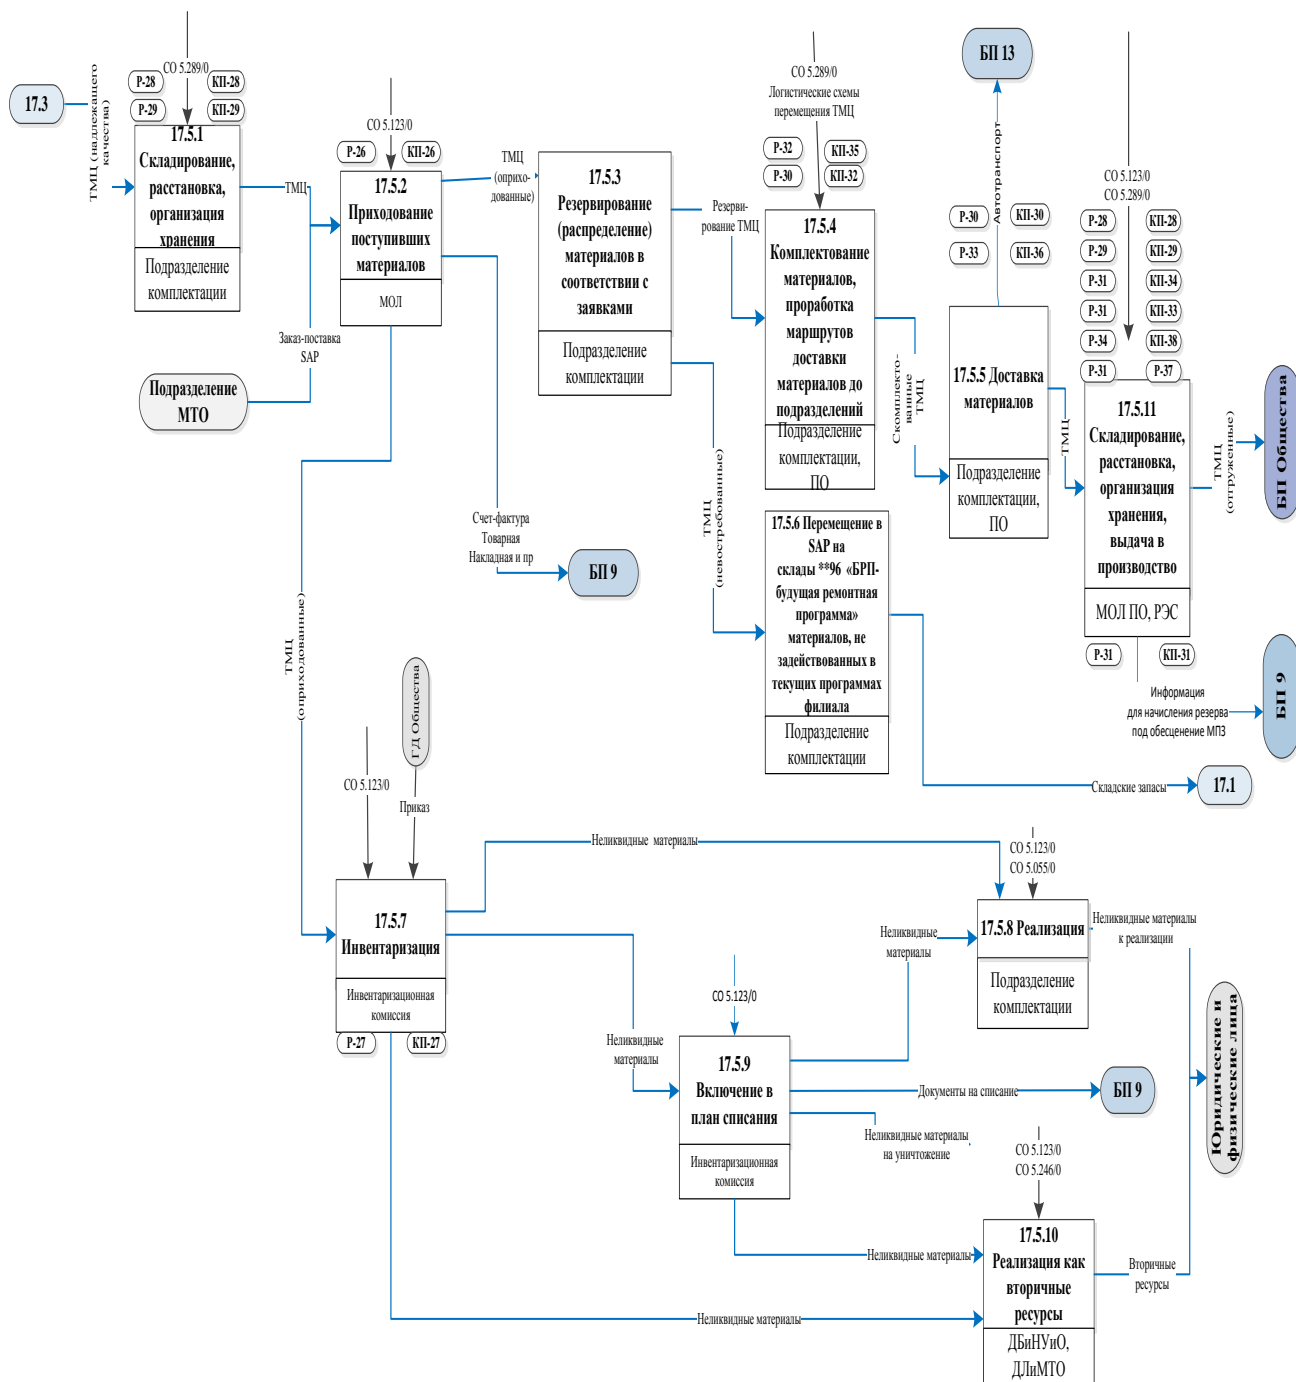 17.3
ТМЦ (надлежащего
качества)
СО 5.289/0
Р-28
КП-28
Р-29
КП-29
17.5.1
Складирование,
расстановка,
организация
хранения
Подразделение
комплектации
ТМЦ
Заказ-поставка
SAP
Подразделение
МТО
СО 5.123/0
Р-26
КП-26
17.5.2
Приходование
поступивших
материалов
МОЛ
ТМЦ
(оприхо-
дованные)
Счет-фактура
Товарная
Накладная и пр
БП 9
ТМЦ
(оприходованные)
17.5.3
Резервирование
(распределение)
материалов в
соответствии с
заявками
Подразделение
комплектации
Резерви-
рование ТМЦ
ТМЦ
(невостребованные)
СО 5.289/0
Логистические схемы
перемещения ТМЦ
Р-32
КП-35
Р-30
КП-32
17.5.4
Комплектование
материалов,
проработка
маршрутов
доставки
материалов до
подразделений
Подразделение
комплектации,
ПО
Скомплекто-
ванные
ТМЦ
17.5.6 Перемещение в
SAP на
склады **96 «БРП-
будущая ремонтная
программа»
материалов, не
задействованных в
текущих программах
филиала
Подразделение
комплектации
Складские запасы
17.1
БП 13
Автотранспорт
Р-30
КП-30
Р-33
КП-36
17.5.5 Доставка
материалов
Подразделение
комплектации,
ПО
ТМЦ
СО 5.123/0
СО 5.289/0
Р-28
КП-28
Р-29
КП-29
Р-31
КП-34
Р-31
КП-33
Р-34
КП-38
Р-31
Р-37
17.5.11
Складирование,
расстановка,
организация
хранения,
выдача в
производство
МОЛ ПО, РЭС
Р-31
КП-31
ТМЦ
(отгруженные)
БП Общества
Информация
для начисления резерва
под обесценение МПЗ
БП 9
СО 5.123/0
ГД Общества
Приказ
17.5.7
Инвентаризация
Инвентаризационная
комиссия
Р-27
КП-27
Неликвидные материалы
Неликвидные
материалы
Неликвидные материалы
СО 5.123/0
17.5.9
Включение в
план списания
Инвентаризационная
комиссия
Неликвидные
материалы
Документы на списание
БП 9
Неликвидные материалы
на уничтожение
Неликвидные материалы
СО 5.123/0
СО 5.055/0
17.5.8 Реализация
Подразделение
комплектации
Неликвидные материалы
к реализации
Юридические и
физические лица
СО 5.123/0
СО 5.246/0
17.5.10
Реализация как
вторичные
ресурсы
ДБиНУиО,
ДЛиМТО
Вторичные
ресурсы